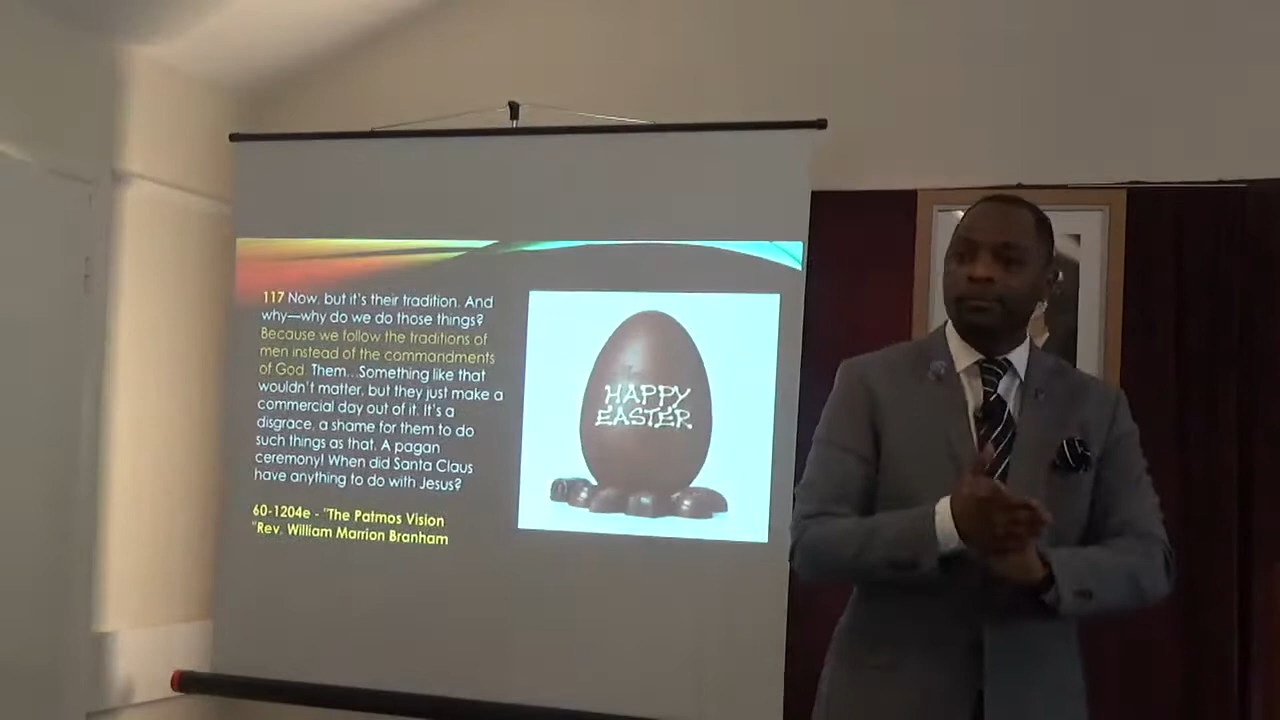 117 Now, but it's their tradition. And
why—why do we do those things?
Because we follow the traditions of
men instead of the commandments
of God. Them...Something like that
wouldn't matter, but they just make a
commercial day out of it. It's a
disgrace, a shame for them to do
such things as that. A pagan
ceremony! When did Santa Claus
have anything to do with Jesus?
60-1204e - "The Patmos Vision
"Rev. William Marrion Branham
HAPPY
EASTER